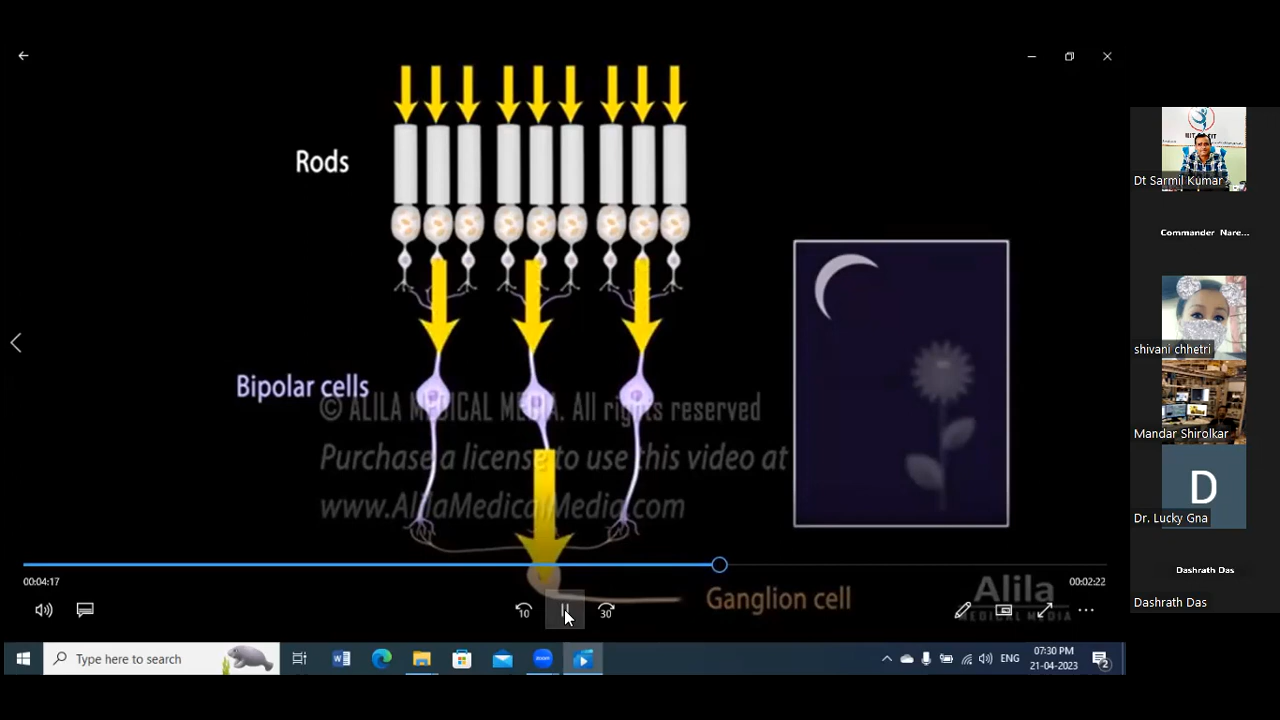 Rods
Bipolar cells
© ALILA MEDICAL MEDIA. All rights reserved
Purchase a license to use this video at
www.AlilaMedicalMedia.com
Ganglion cell
Alila
MEDICAL MEDIA
00:04:17
00:02:22
10
30
Type here to search
ENG
07:30 PM
21-04-2023
2
Dt Sarmil Kumar
Commander Nare...
shivani chhetri
Mandar Shirolkar
D
Dr. Lucky Gna
Dashrath Das
Dashrath Das